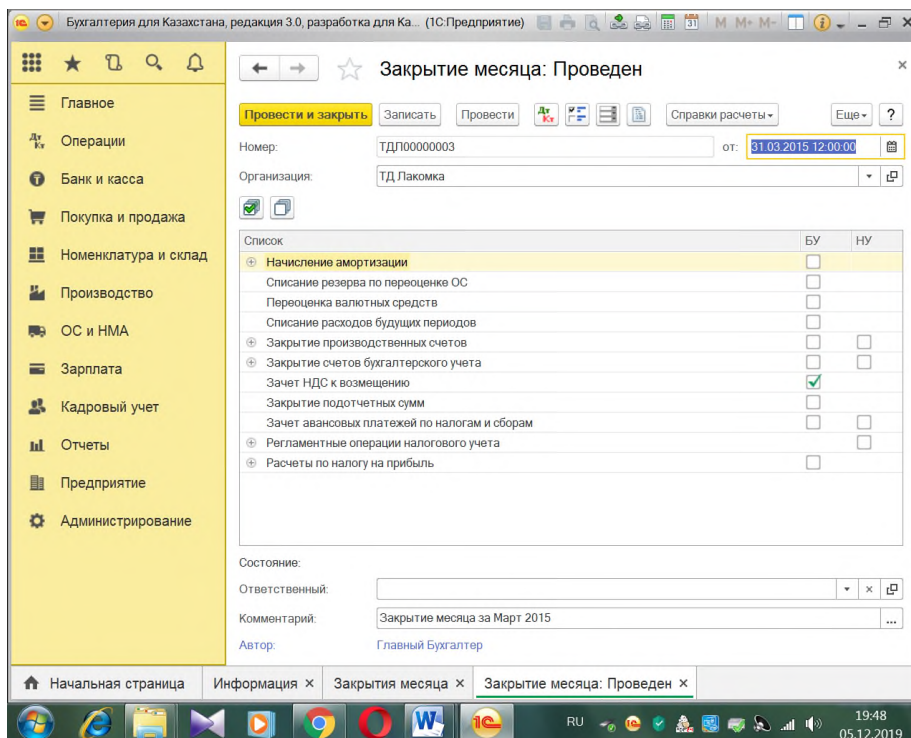 Бухгалтерия для Казахстана, редакция 3.0, разработка для Ка... (1С:Предприятие) M M+ M-
Закрытие месяца: Проведен
Главное
Операции
Банк и касса
Покупка и продажа
Номенклатура и склад
Производство
ОС и НМА
Зарплата
Кадровый учет
Отчеты
Предприятие
Администрирование
Провести и закрыть Записать Провести Дт Кт Справки расчеты Еще ?
Номер: ТДЛ00000003 от: 31.03.2015 12:00:00
Организация: ТД Лакомка
Список БУ НУ
Начисление амортизации
Списание резерва по переоценке ОС
Переоценка валютных средств
Списание расходов будущих периодов
Закрытие производственных счетов
Закрытие счетов бухгалтерского учета
Зачет НДС к возмещению
Закрытие подотчетных сумм
Зачет авансовых платежей по налогам и сборам
Регламентные операции налогового учета
Расчеты по налогу на прибыль
Состояние:
Ответственный:
Комментарий: Закрытие месяца за Март 2015 ...
Автор: Главный Бухгалтер
Начальная страница Информация × Закрытия месяца × Закрытие месяца: Проведен ×
RU 19:48
05.12.2019